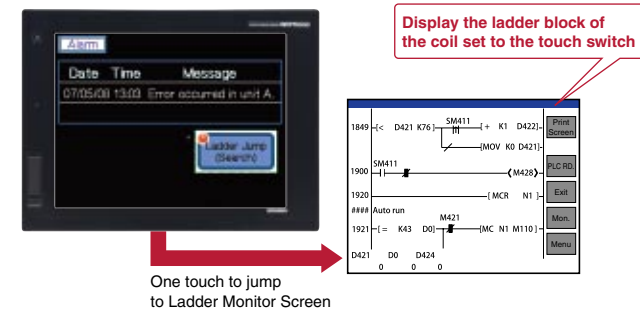 Display the ladder block of
the coil set to the touch switch
Alarm
Date Time Message
07/05/08 13:03 Error occurred in unit A.
Ladder Jump
(Search)
1849 [< D421 K76 ] SM411 [ + K1 D422]
[MOV K0 D421]
1900 SM411 (M428)
1920 [ MCR N1 ]
#### Auto run
1921 [ = K43 D0] M421 [MC N1 M110 ]
D421 D0 D424
0 0 0
Print
Screen
PLC RD.
Exit
Mon.
Menu
One touch to jump
to Ladder Monitor Screen